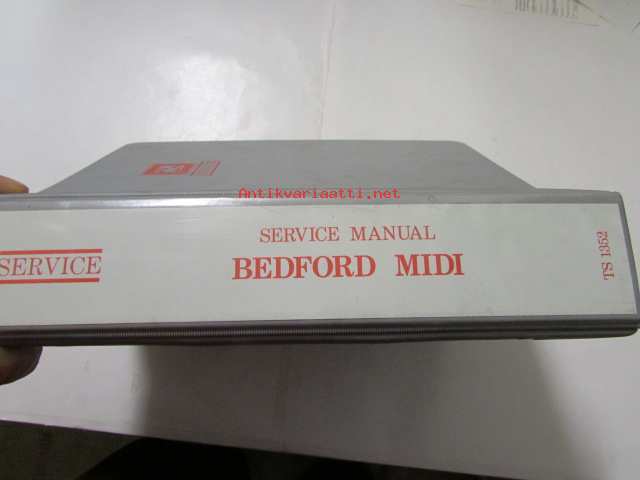 Antikvariaatti.net
SERVICE
SERVICE MANUAL
BEDFORD MIDI
TS 1352